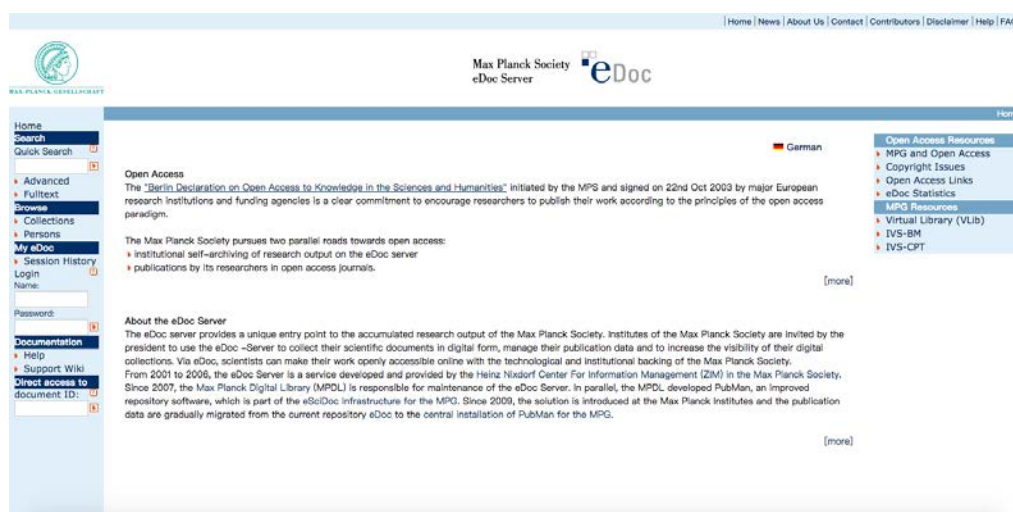 Home | News | About Us | Contact | Contributors | Disclaimer | Help | FA
MAX-PLANCK-GESELLSCHAFT
Max Planck Society
eDoc Server
eDoc
Hom
Home
Search
Quick Search
Advanced
Fulltext
Browse
Collections
Persons
My eDoc
Session History
Login
Name:
Password:
Documentation
Help
Support Wiki
Direct access to
document ID:
German
Open Access
The "Berlin Declaration on Open Access to Knowledge in the Sciences and Humanities" initiated by the MPS and signed on 22nd Oct 2003 by major European
research institutions and funding agencies is a clear commitment to encourage researchers to publish their work according to the principles of the open access
paradigm.
The Max Planck Society pursues two parallel roads towards open access:
institutional self-archiving of research output on the eDoc server
publications by its researchers in open access journals.
[more]
About the eDoc Server
The eDoc server provides a unique entry point to the accumulated research output of the Max Planck Society. Institutes of the Max Planck Society are invited by the
president to use the eDoc -Server to collect their scientific documents in digital form, manage their publication data and to increase the visibility of their digital
collections. Via eDoc, scientists can make their work openly accessible online with the technological and institutional backing of the Max Planck Society.
From 2001 to 2006, the eDoc Server is a service developed and provided by the Heinz Nixdorf Center For Information Management (ZIM) in the Max Planck Society.
Since 2007, the Max Planck Digital Library (MPDL) is responsible for maintenance of the eDoc Server. In parallel, the MPDL developed PubMan, an improved
repository software, which is part of the eSciDoc infrastructure for the MPG. Since 2009, the solution is introduced at the Max Planck Institutes and the publication
data are gradually migrated from the current repository eDoc to the central installation of PubMan for the MPG.
[more]
Open Access Resources
MPG and Open Access
Copyright Issues
Open Access Links
eDoc Statistics
MPG Resources
Virtual Library (VLib)
IVS-BM
IVS-CPT